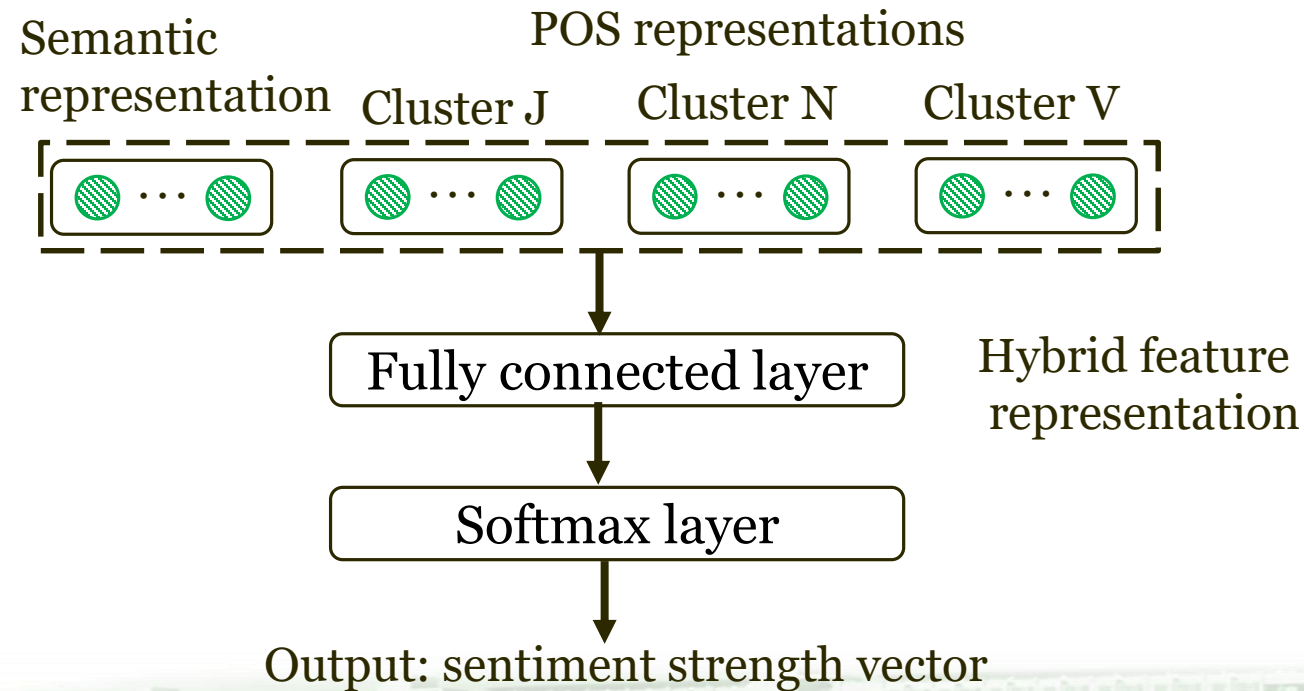 Semantic
representation
POS representations
Cluster J
Cluster N
Cluster V
...
...
...
...
Fully connected layer
Hybrid feature
representation
Softmax layer
Output: sentiment strength vector